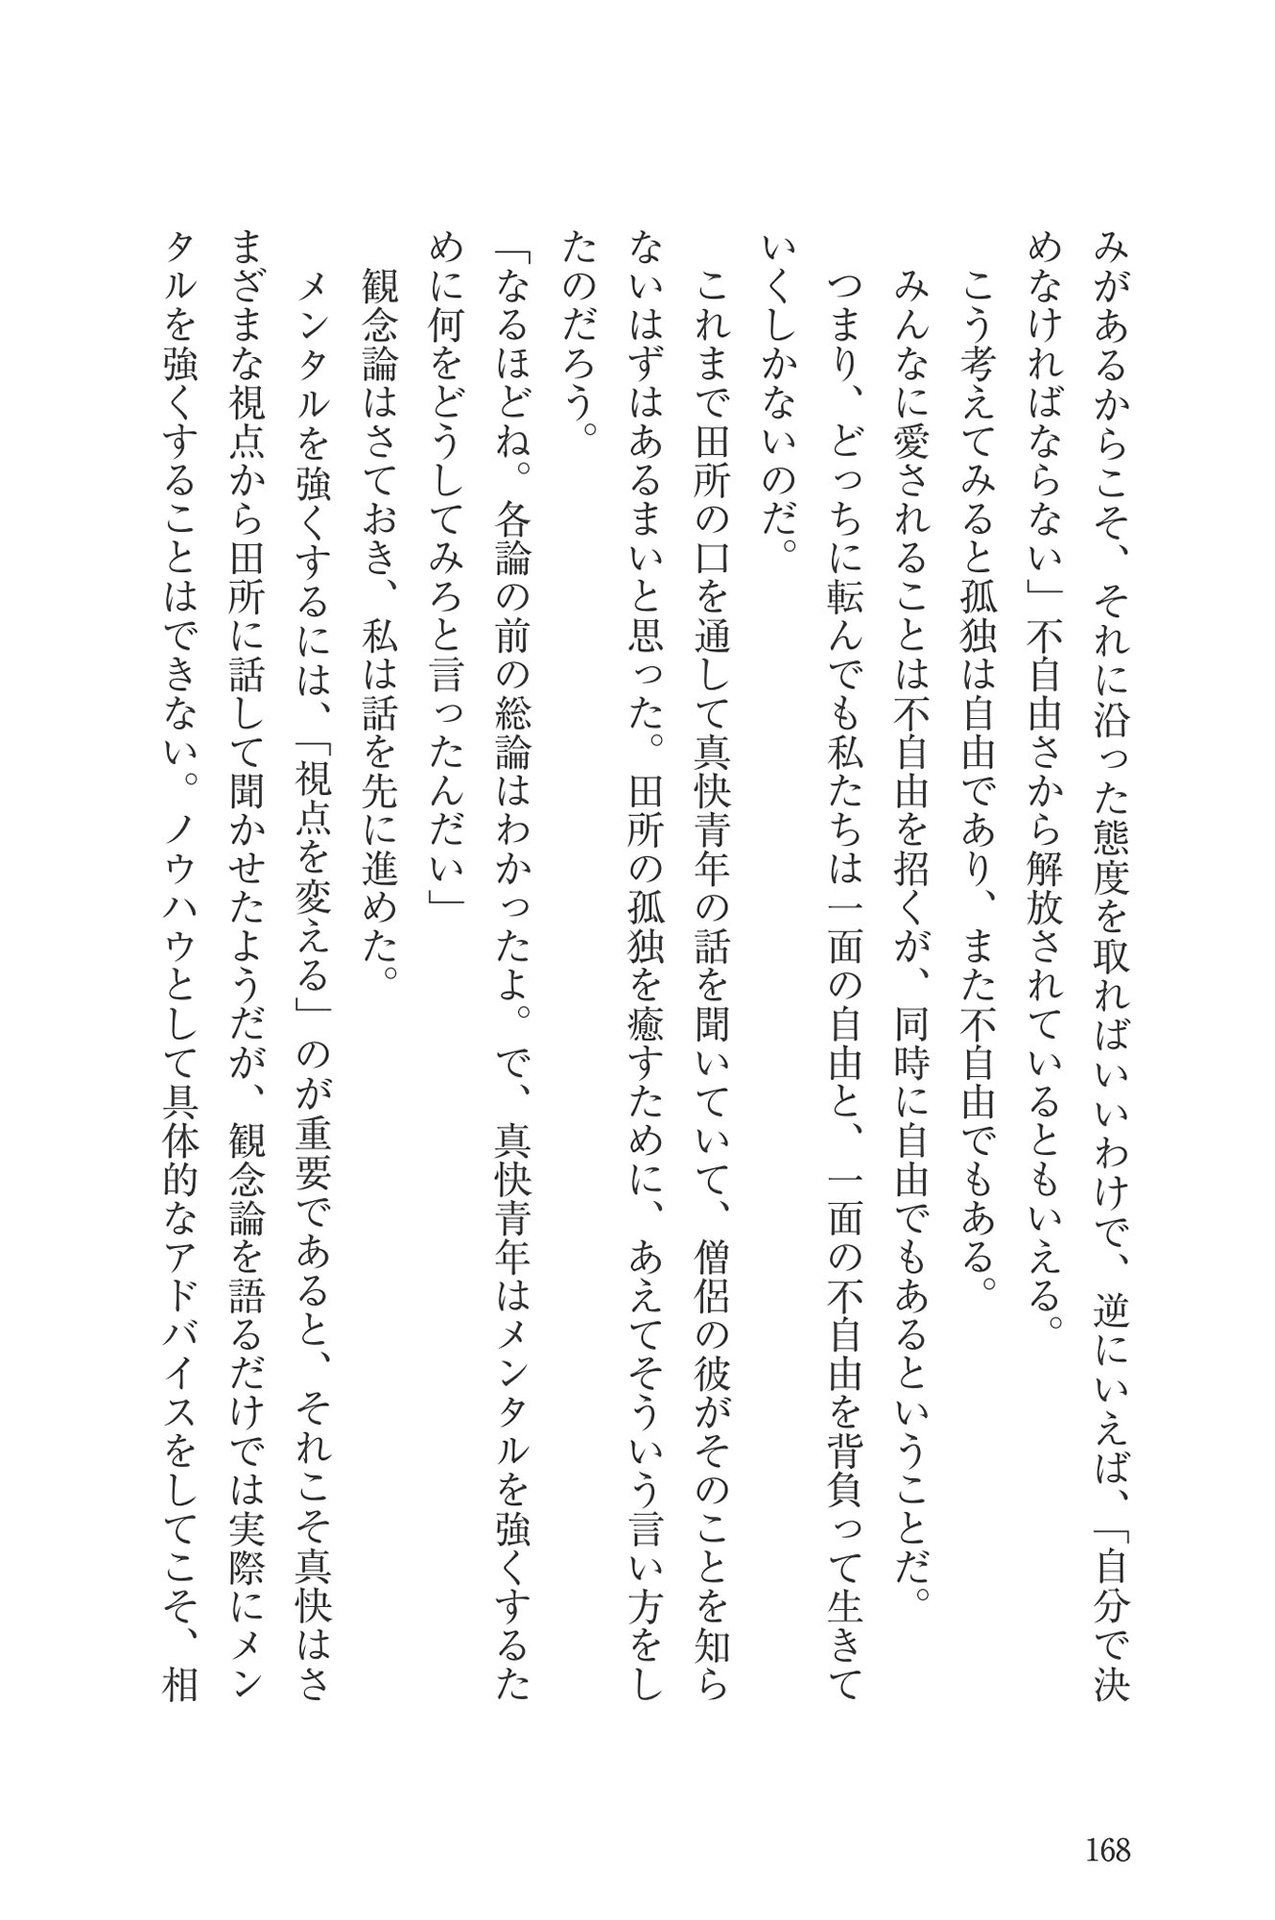 みがあるからこそ、それに沿った態度を取ればいいわけで、逆にいえば、「自分で決
めなければならない」不自由さから解放されているともいえる。
こう考えてみると孤独は自由であり、また不自由でもある。
みんなに愛されることは不自由を招くが、同時に自由でもあるということだ。
つまり、どっちに転んでも私たちは一面の自由と、一面の不自由を背負って生きて
いくしかないのだ。
これまで田所の口を通して真快青年の話を聞いていて、僧侶の彼がそのことを知ら
ないはずはあるまいと思った。田所の孤独を癒すために、あえてそういう言い方をし
たのだろう。
「なるほどね。各論の前の総論はわかったよ。で、真快青年はメンタルを強くするた
めに何をどうしてみろと言ったんだい」
観念論はさておき、私は話を先に進めた。
メンタルを強くするには、「視点を変える」のが重要であると、それこそ真快はさ
まざまな視点から田所に話して聞かせたようだが、観念論を語るだけでは実際にメン
タルを強くすることはできない。ノウハウとして具体的なアドバイスをしてこそ、相
168